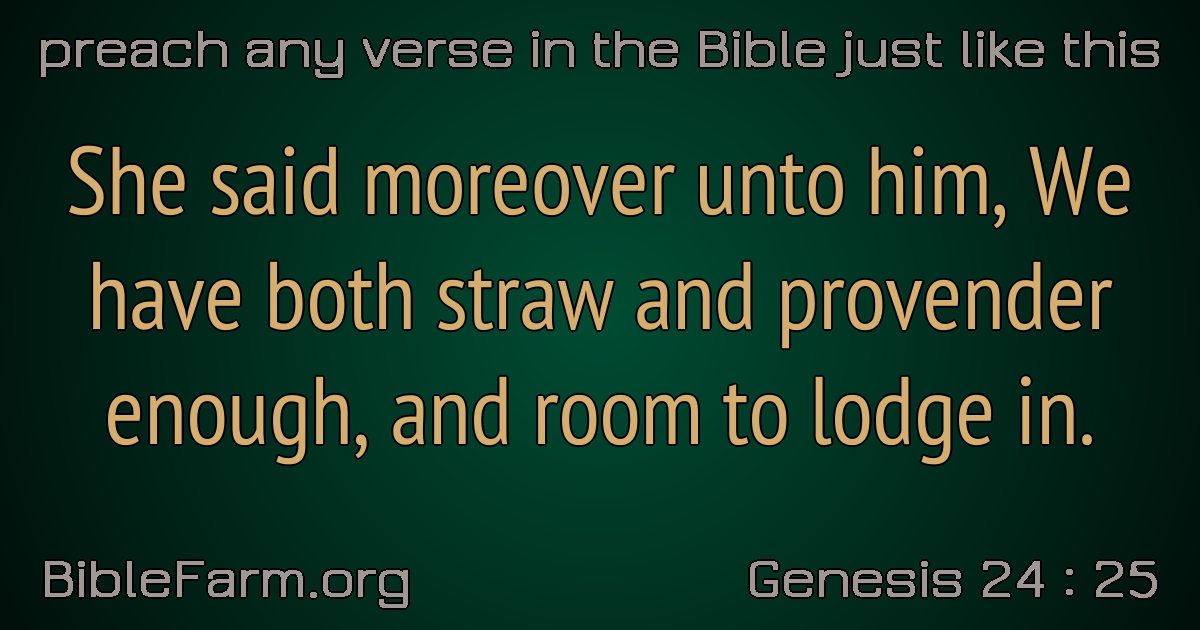 preach any verse in the Bible just like this
She said moreover unto him, We
have both straw and provender
enough, and room to lodge in.
BibleFarm.org
Genesis 24 : 25